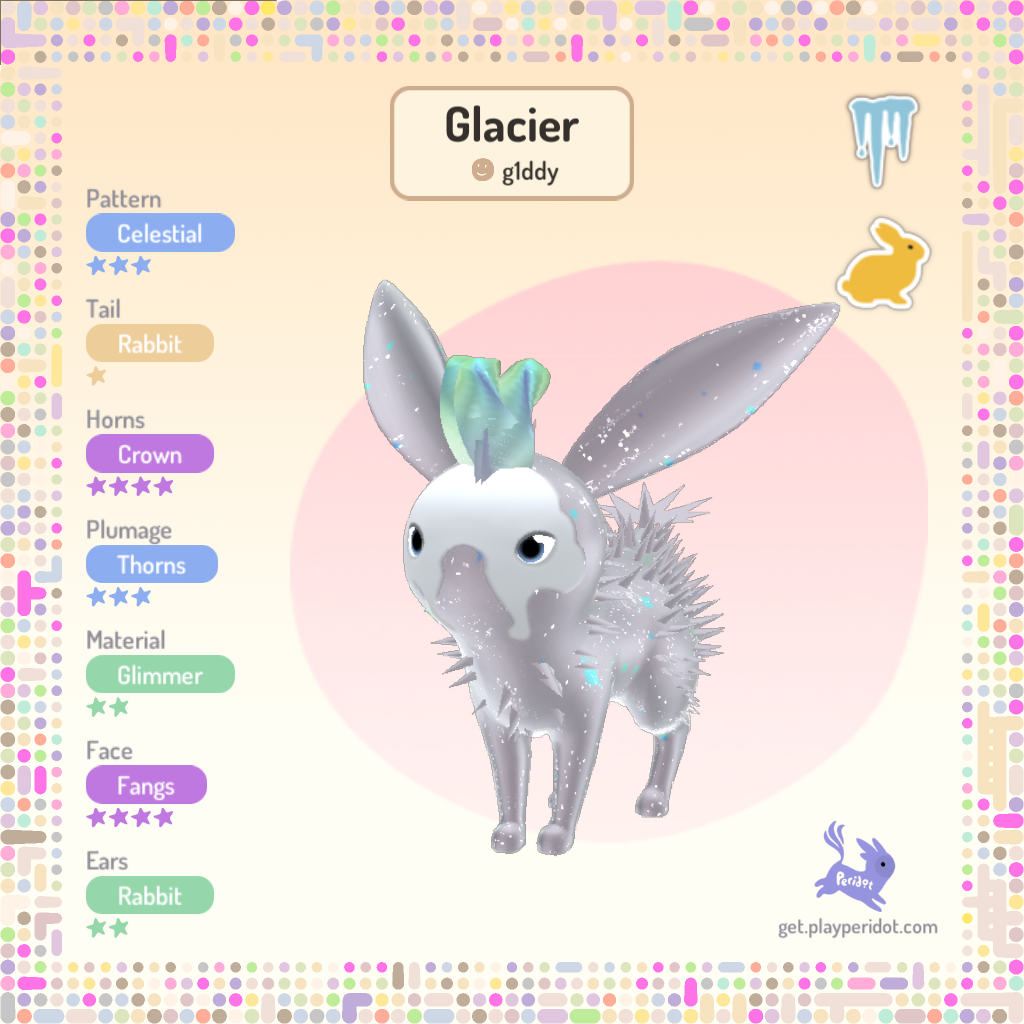 Glacier
g1ddy
Pattern
Celestial
Tail
Rabbit
Horns
Crown
Plumage
Thorns
Material
Glimmer
Face
Fangs
Ears
Rabbit
Peridot
get.playperidot.com